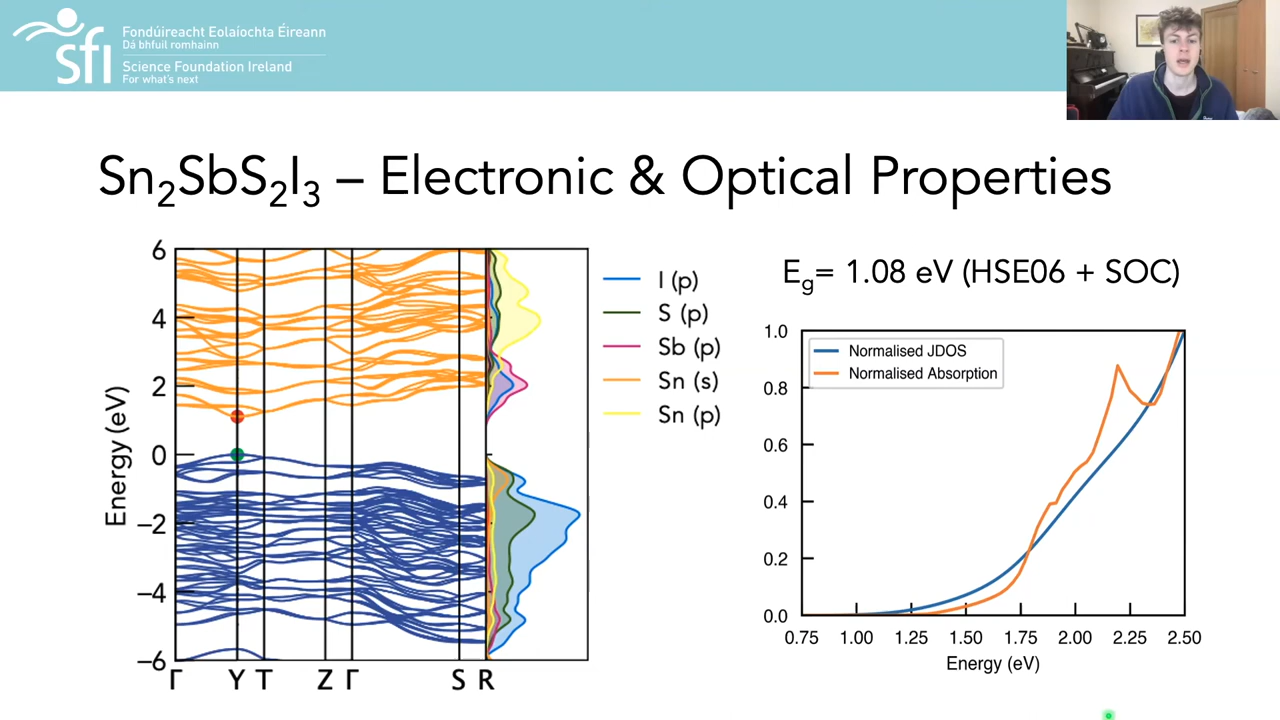 Fondúireacht Eolaíochta Éireann
Dá bhfuil romhainn
sfi
Science Foundation Ireland
For what's next
Sn₂SbS₂I₃ – Electronic & Optical Properties
Energy (eV)
6
4
2
0
−2
−4
−6
Γ Y T Z Γ S R
I (p)
S (p)
Sb (p)
Sn (s)
Sn (p)
E_g= 1.08 eV (HSE06 + SOC)
Normalised JDOS
Normalised Absorption
1.0
0.8
0.6
0.4
0.2
0.0
0.75 1.00 1.25 1.50 1.75 2.00 2.25 2.50
Energy (eV)